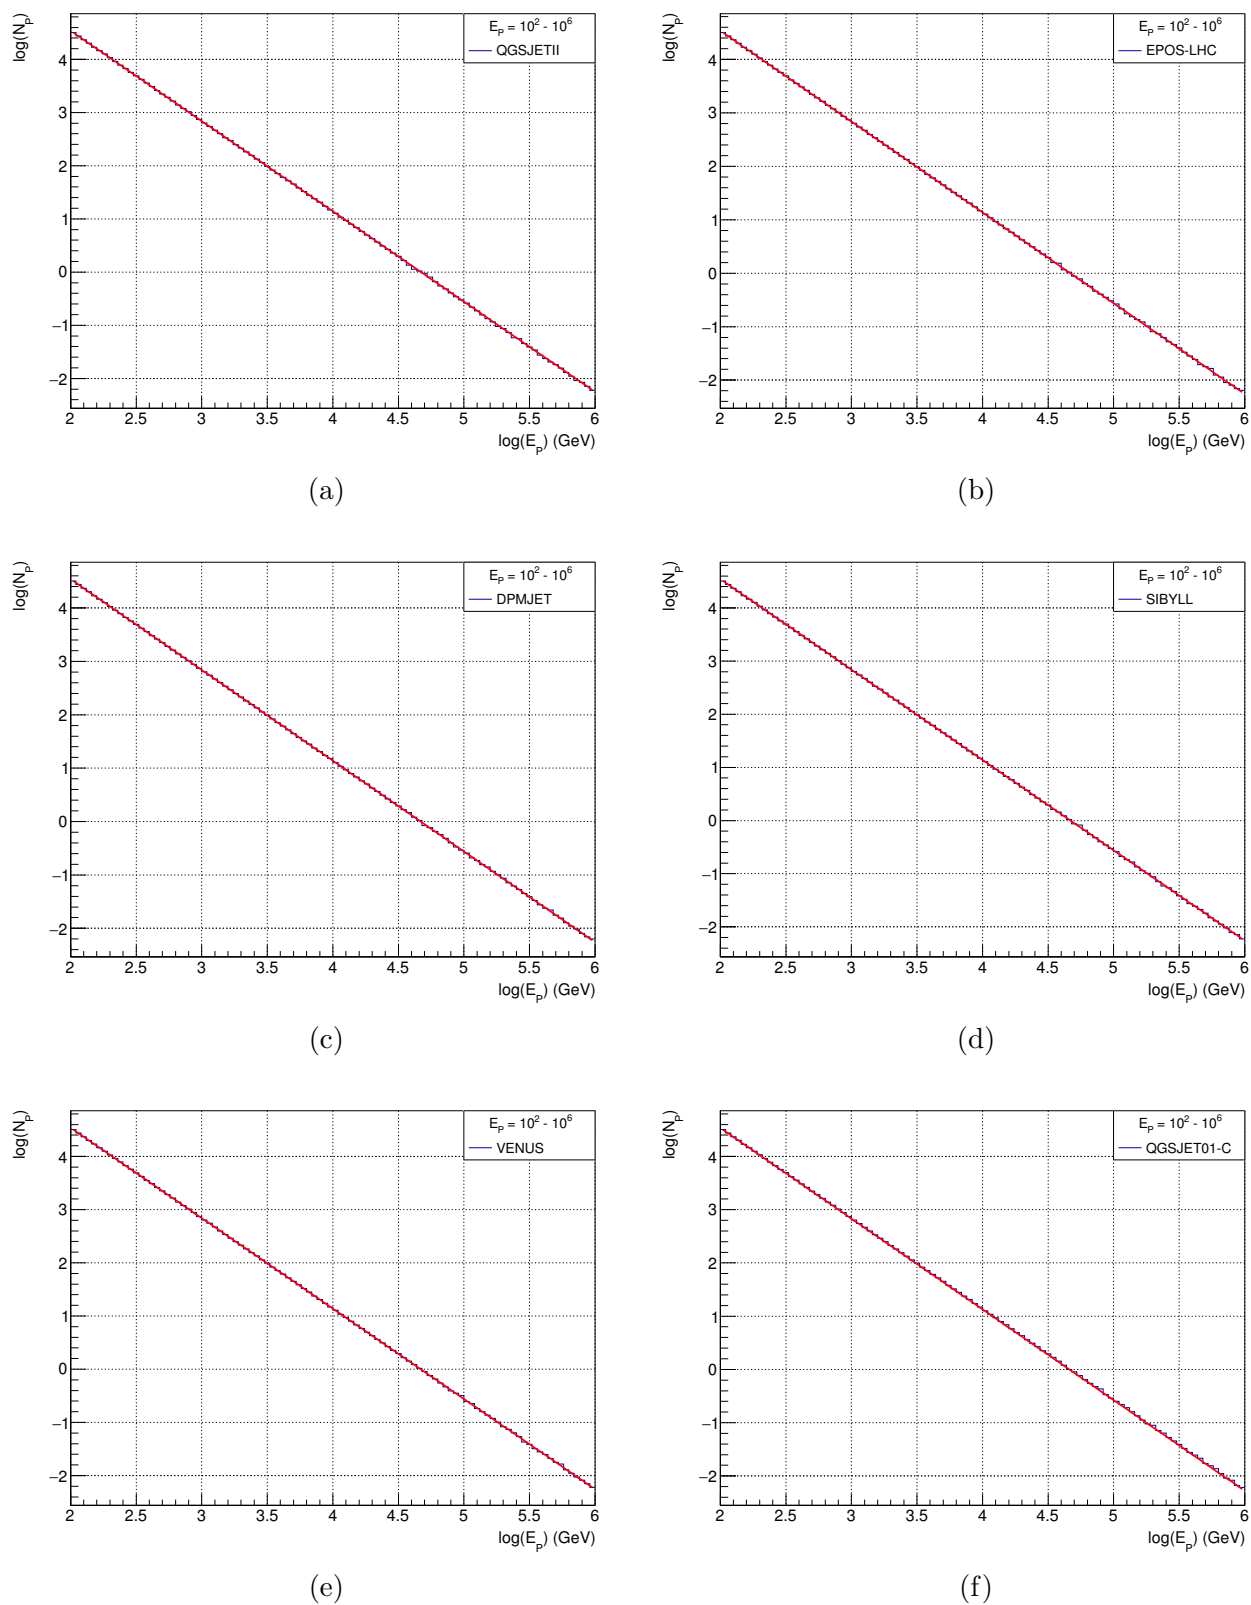 log(N_P)
E_P = 10^2 - 10^6
QGSJETII
4
3
2
1
0
−1
−2
2 2.5 3 3.5 4 4.5 5 5.5 6
log(E_P) (GeV)
(a)
log(N_P)
E_P = 10^2 - 10^6
EPOS-LHC
4
3
2
1
0
−1
−2
2 2.5 3 3.5 4 4.5 5 5.5 6
log(E_P) (GeV)
(b)
log(N_P)
E_P = 10^2 - 10^6
DPMJET
4
3
2
1
0
−1
−2
2 2.5 3 3.5 4 4.5 5 5.5 6
log(E_P) (GeV)
(c)
log(N_P)
E_P = 10^2 - 10^6
SIBYLL
4
3
2
1
0
−1
−2
2 2.5 3 3.5 4 4.5 5 5.5 6
log(E_P) (GeV)
(d)
log(N_P)
E_P = 10^2 - 10^6
VENUS
4
3
2
1
0
−1
−2
2 2.5 3 3.5 4 4.5 5 5.5 6
log(E_P) (GeV)
(e)
log(N_P)
E_P = 10^2 - 10^6
QGSJET01-C
4
3
2
1
0
−1
−2
2 2.5 3 3.5 4 4.5 5 5.5 6
log(E_P) (GeV)
(f)